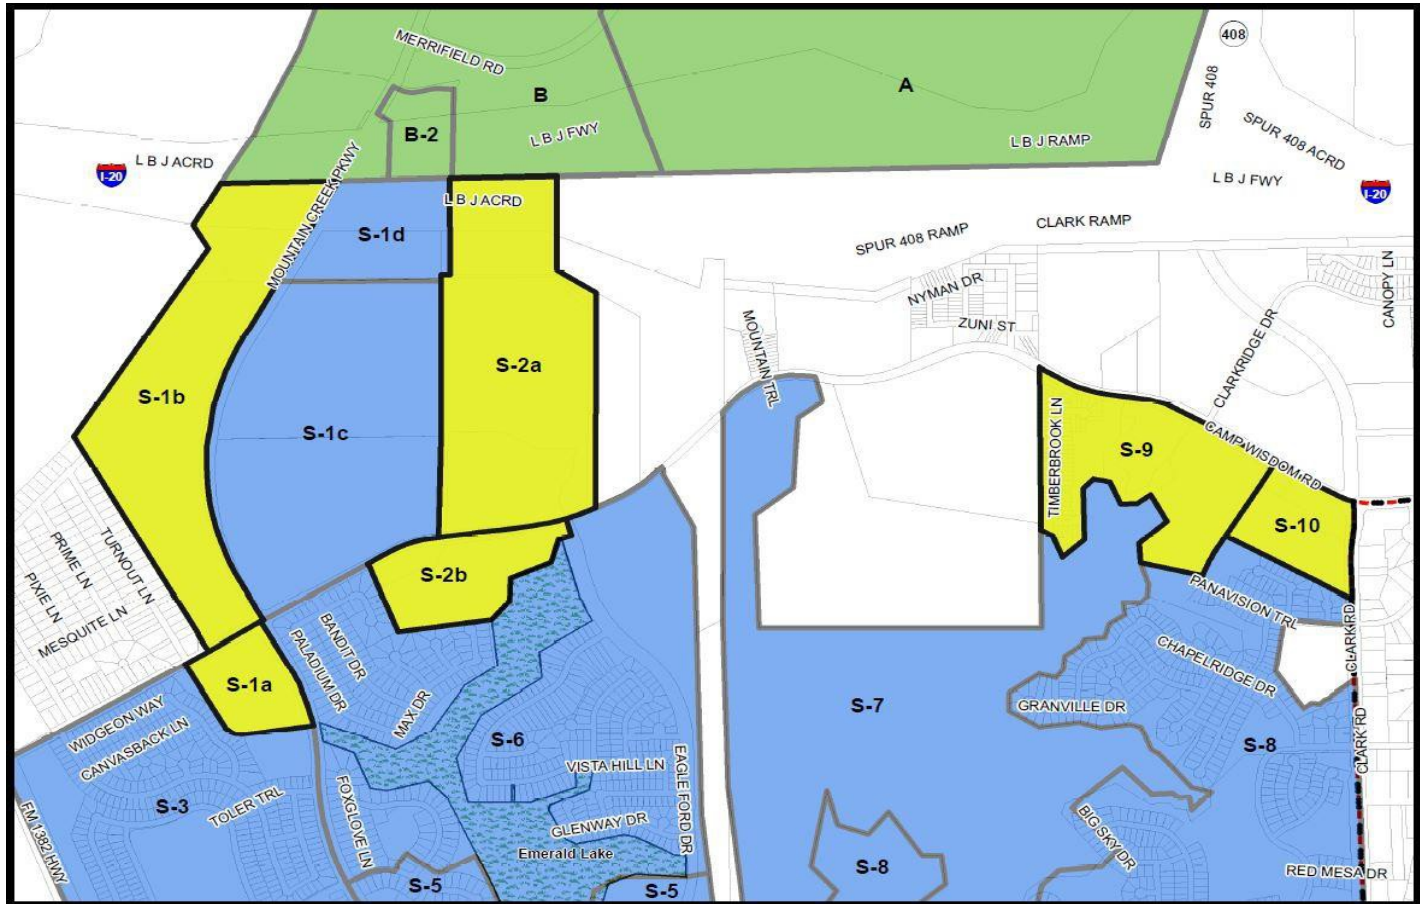 MERRIFIELD RD
B
A
408
SPUR 408
SPUR 408 ACRD
B-2
L B J FWY
L B J RAMP
L B J ACRD
I-20
L B J FWY
I-20
MOUNTAIN CREEK PKWY
L B J ACRD
S-1d
SPUR 408 RAMP
CLARK RAMP
CANOPY LN
NYMAN DR
ZUNI ST
MOUNTAIN TRL
CLARKRIDGE DR
S-2a
S-1b
S-1c
TIMBERBROOK LN
S-9
CAMP WISDOM RD
S-10
PRIME LN
TURNOUT LN
PIXIE LN
MESQUITE LN
S-2b
PANAVISION TRL
CLARK RD
BANDIT DR
PALADIUM DR
CHAPELRIDGE DR
S-1a
MAX DR
S-7
GRANVILLE DR
WIDGEON WAY
CANVASBACK LN
S-6
S-8
CLARK RD
VISTA HILL LN
EAGLE FORD DR
S-3
TOLER TRL
FOXGLOVE LN
GLENWAY DR
BIG SKY DR
FM 1382 HWY
Emerald Lake
S-8
RED MESA DR
S-5
S-5